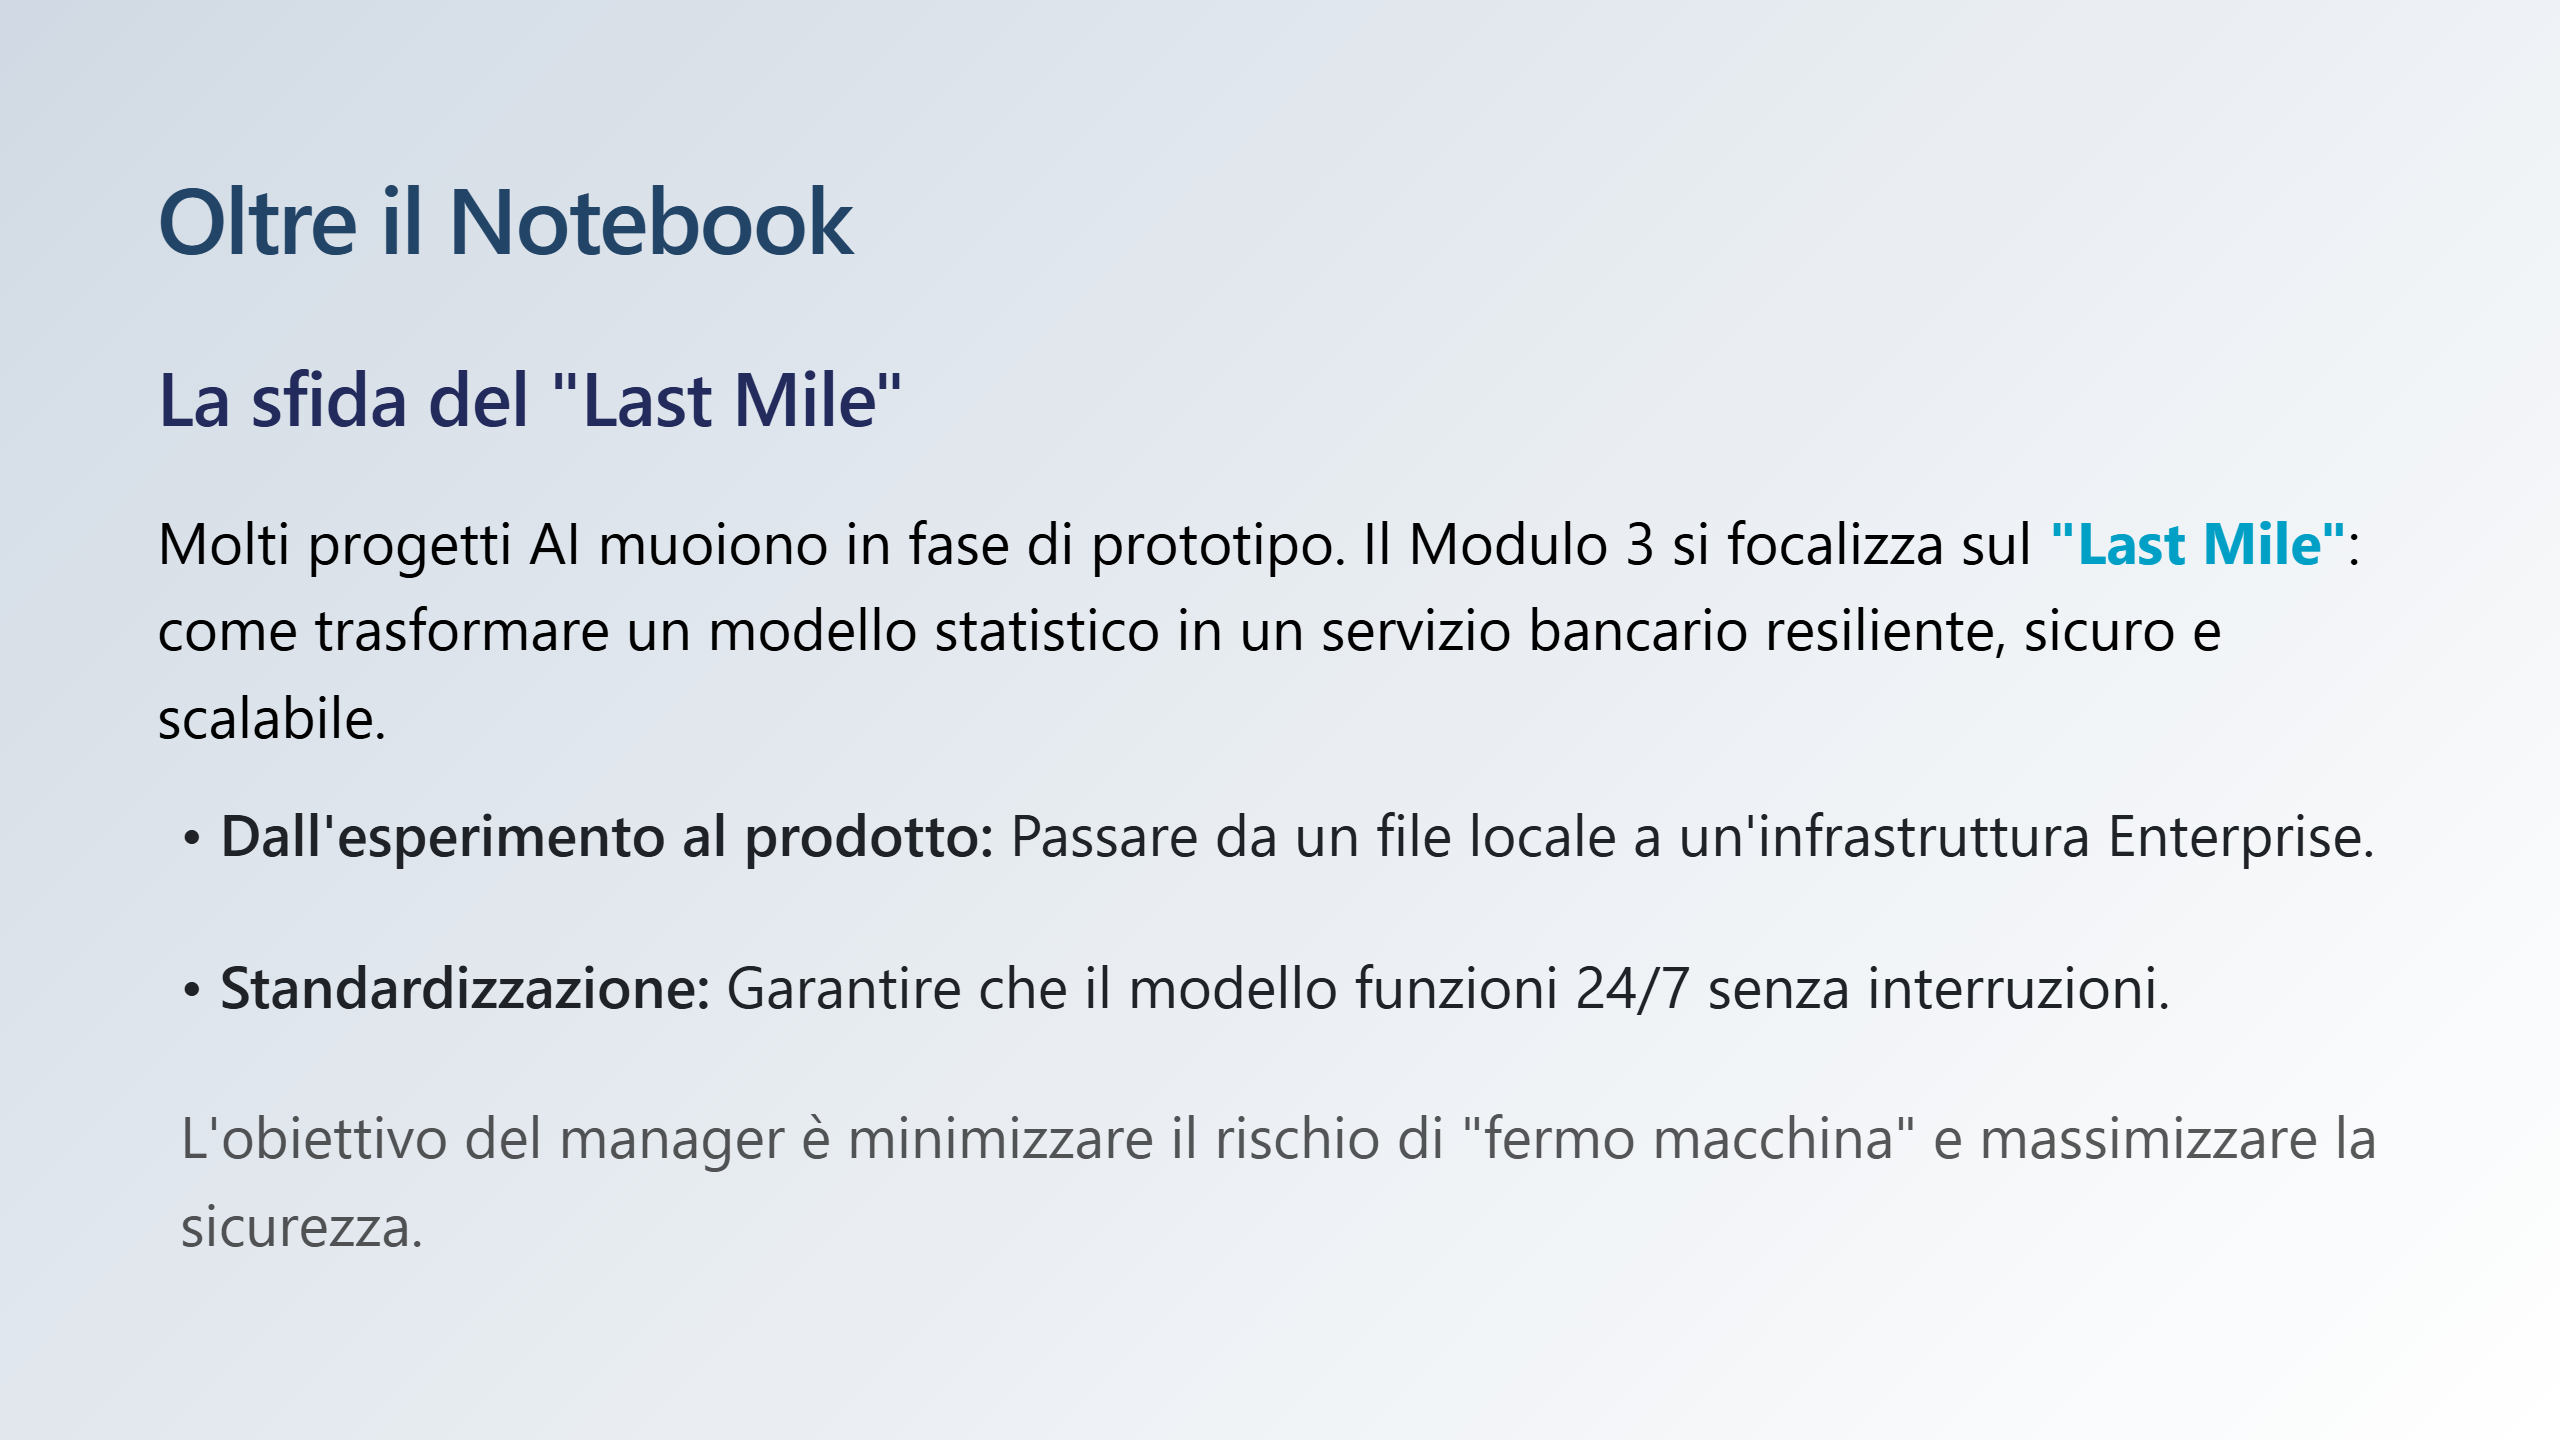 Oltre il Notebook
La sfida del "Last Mile"
Molti progetti AI muoiono in fase di prototipo. Il Modulo 3 si focalizza sul "Last Mile":
come trasformare un modello statistico in un servizio bancario resiliente, sicuro e
scalabile.
• Dall'esperimento al prodotto: Passare da un file locale a un'infrastruttura Enterprise.
• Standardizzazione: Garantire che il modello funzioni 24/7 senza interruzioni.
L'obiettivo del manager è minimizzare il rischio di "fermo macchina" e massimizzare la
sicurezza.